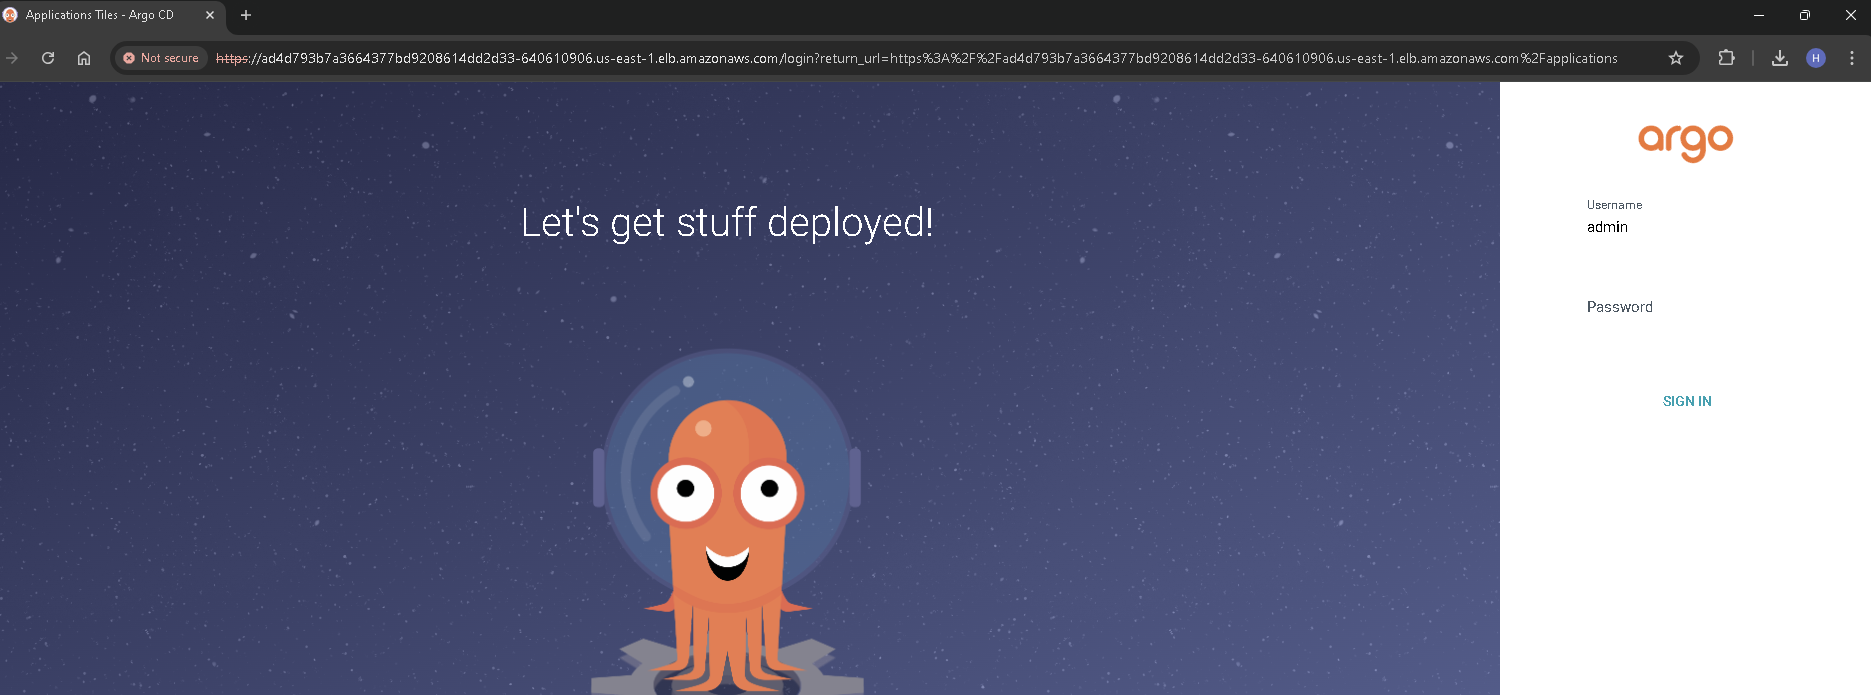 Applications Tiles - Argo CD
Not secure
https://ad4d793b7a3664377bd9208614dd2d33-640610906.us-east-1.elb.amazonaws.com/login?return_url=https%3A%2F%2Fad4d793b7a3664377bd9208614dd2d33-640610906.us-east-1.elb.amazonaws.com%2Fapplications
H
Let's get stuff deployed!
argo
Username
admin
Password
SIGN IN